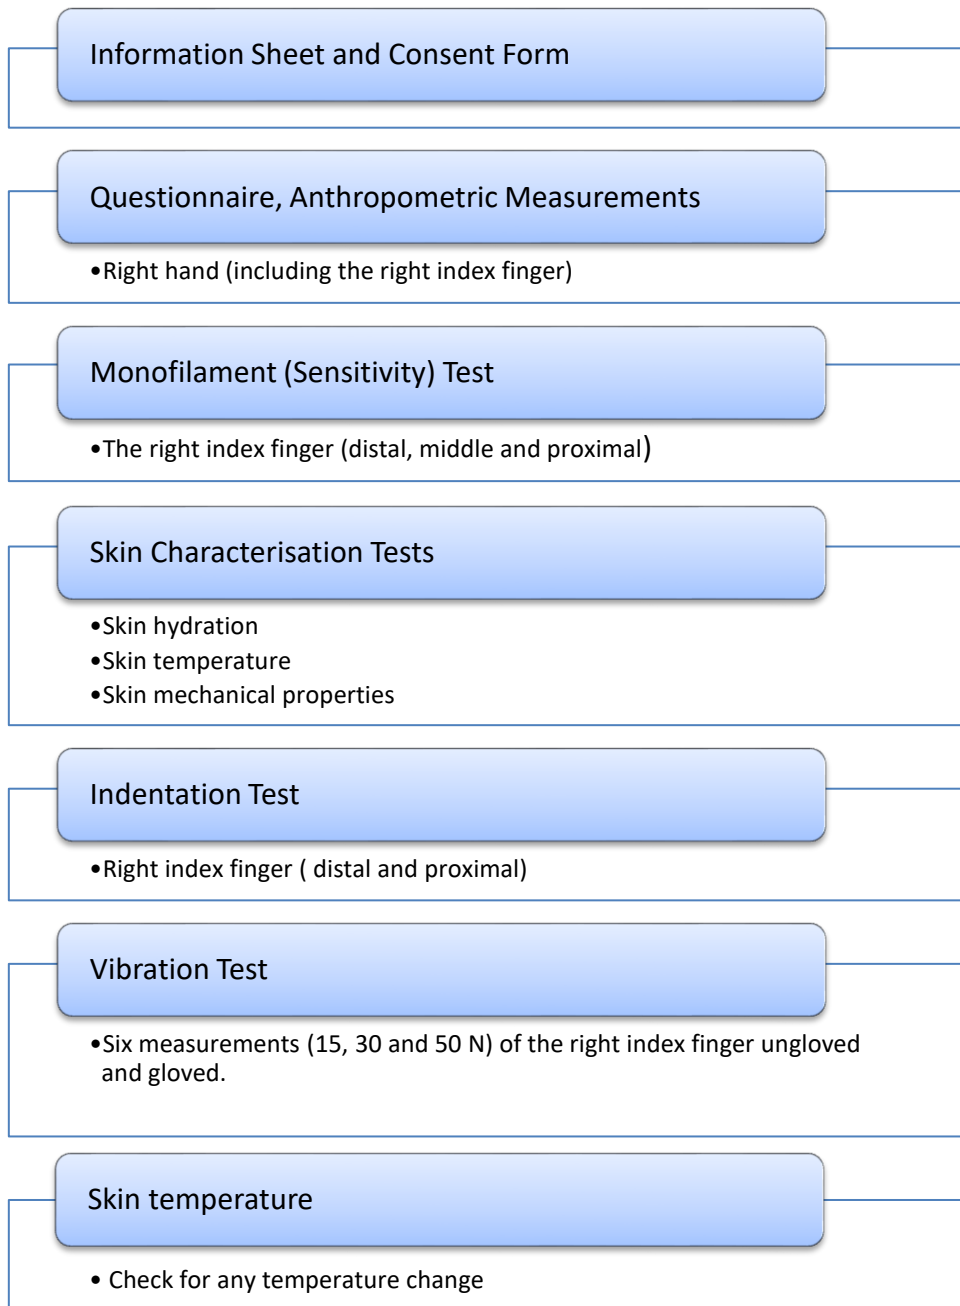 Information Sheet and Consent Form
Questionnaire, Anthropometric Measurements
•Right hand (including the right index finger)
Monofilament (Sensitivity) Test
•The right index finger (distal, middle and proximal)
Skin Characterisation Tests
•Skin hydration
•Skin temperature
•Skin mechanical properties
Indentation Test
•Right index finger ( distal and proximal)
Vibration Test
•Six measurements (15, 30 and 50 N) of the right index finger ungloved
and gloved.
Skin temperature
• Check for any temperature change